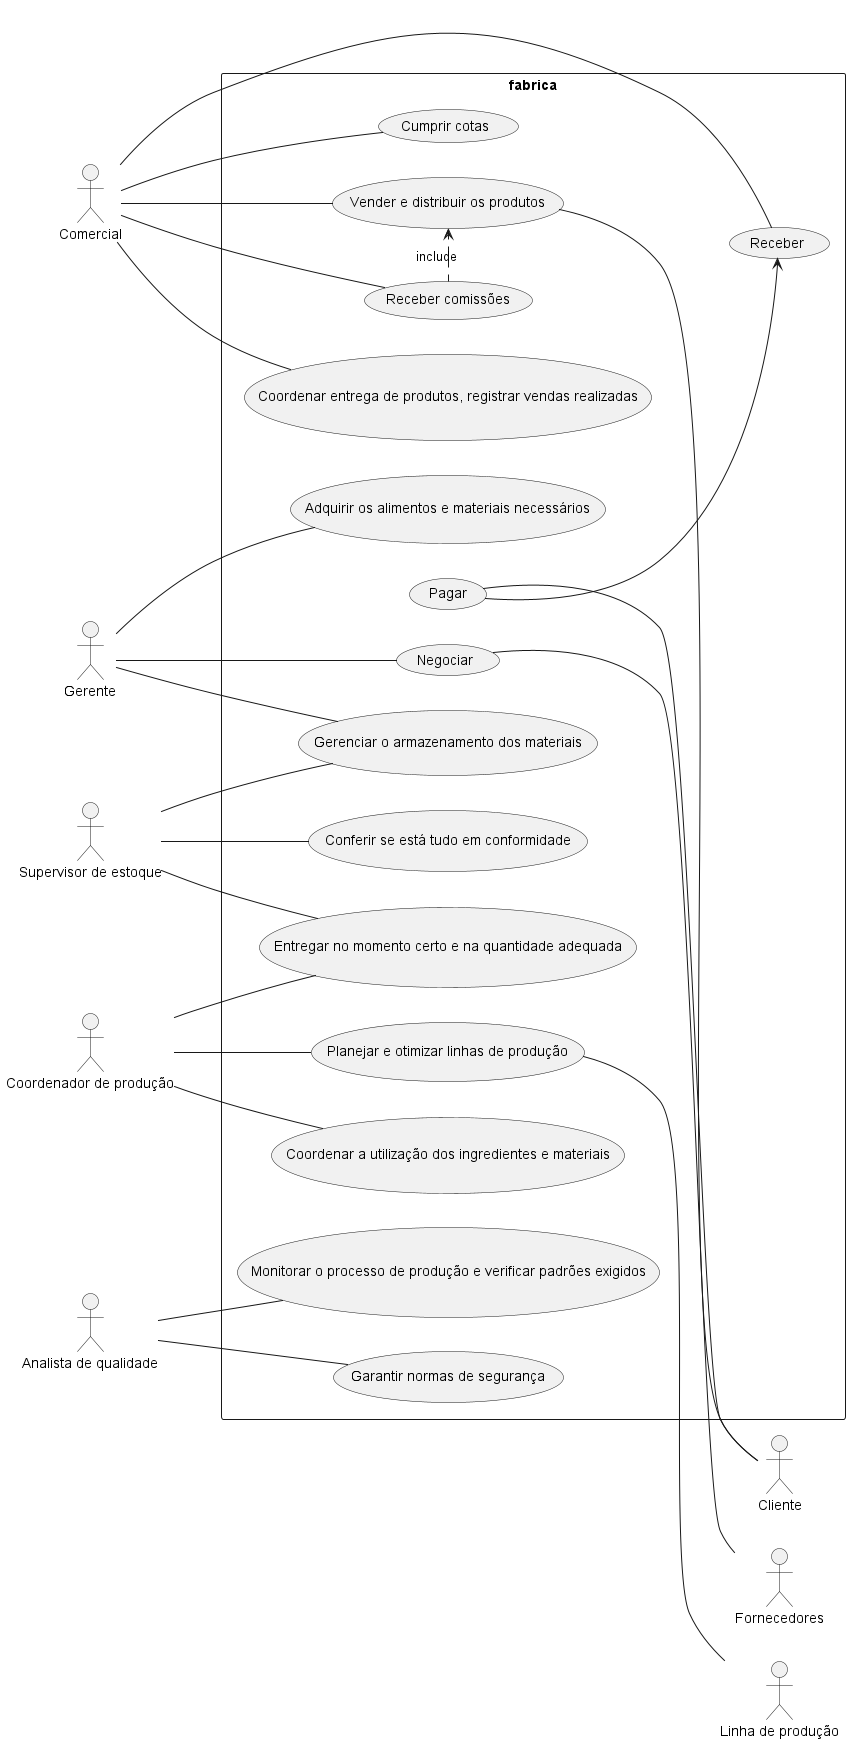 fabrica
Cumprir cotas
Vender e distribuir os produtos
Comercial
Receber
include
Receber comissões
Coordenar entrega de produtos, registrar vendas realizadas
Adquirir os alimentos e materiais necessários
Pagar
Negociar
Gerente
Gerenciar o armazenamento dos materiais
Conferir se está tudo em conformidade
Supervisor de estoque
Entregar no momento certo e na quantidade adequada
Planejar e otimizar linhas de produção
Coordenador de produção
Coordenar a utilização dos ingredientes e materiais
Monitorar o processo de produção e verificar padrões exigidos
Analista de qualidade
Garantir normas de segurança
Cliente
Fornecedores
Linha de produção